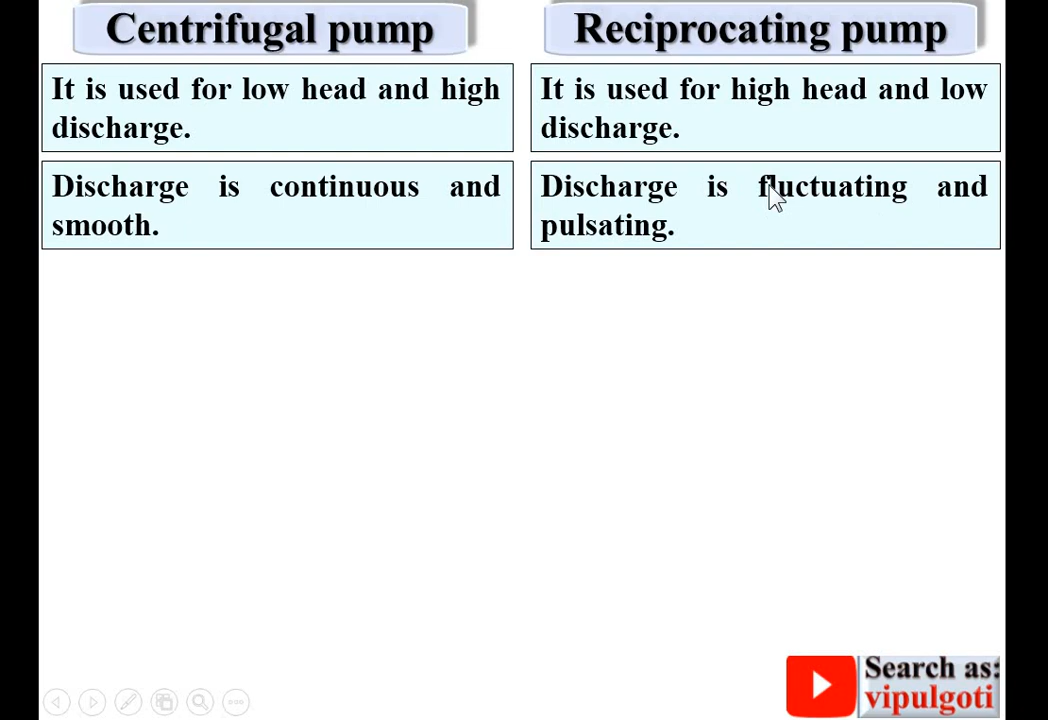 Centrifugal pump
Reciprocating pump
It is used for low head and high
discharge.
It is used for high head and low
discharge.
Discharge is continuous and
smooth.
Discharge is fluctuating and
pulsating.
Search as:
vipulgoti